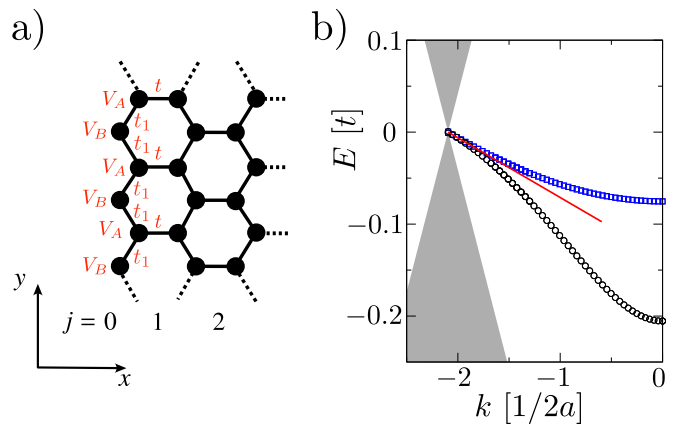 a)
t
V_A
t_1
V_B
t_1
V_A t
t_1
V_B
t_1
V_A t
V_B t_1
y
j = 0 1 2
x
b)
0.1
0
−0.1
−0.2
E [t]
−2 −1 0
k [1/2a]